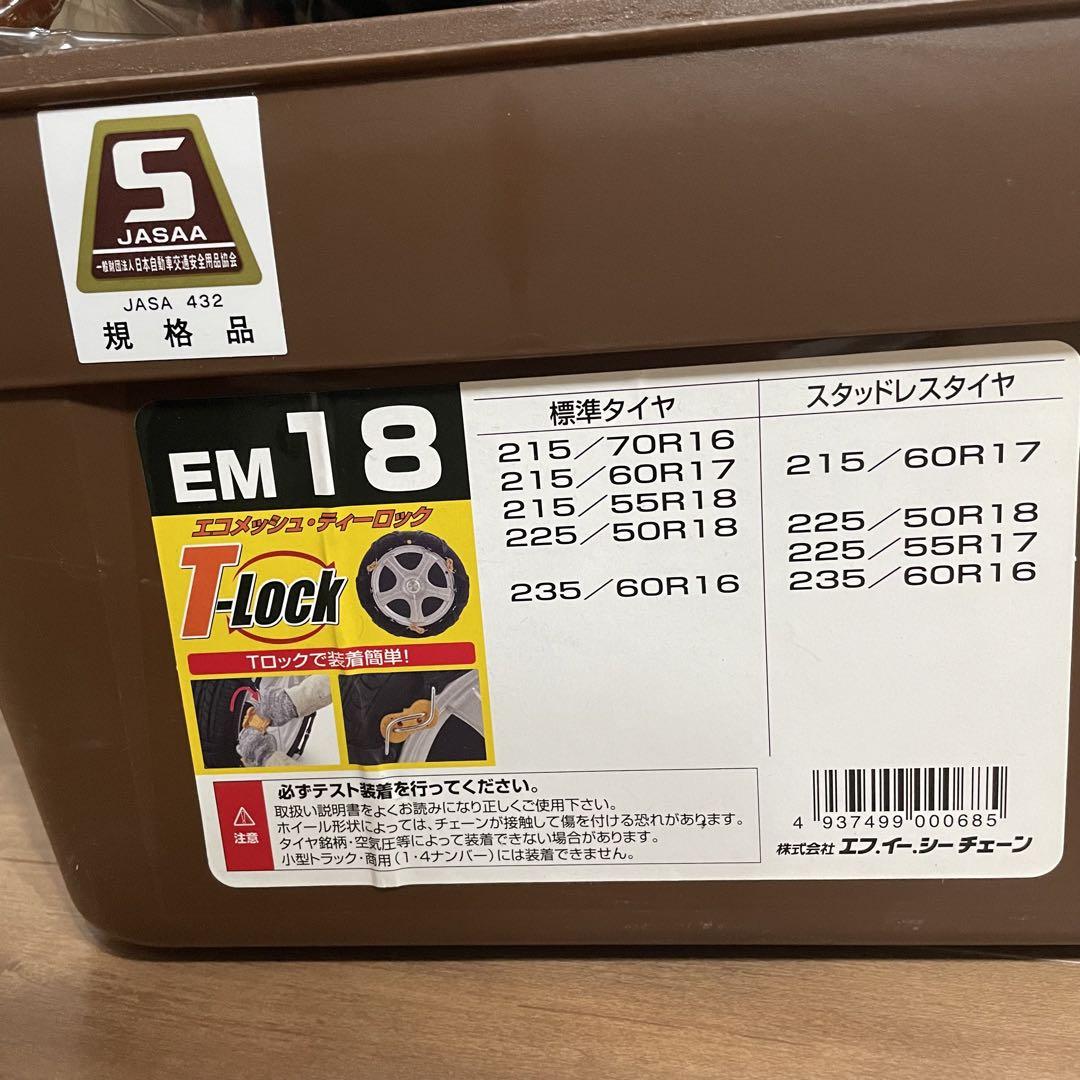 S
JASAA
一般財団法人日本自動車交通安全用品協会
JASA 432
規格品
EM18
エコメッシュ・ティーロック
T-Lock
Tロックで装着簡単!
標準タイヤ
215/70R16
215/60R17
215/55R18
225/50R18
235/60R16
スタッドレスタイヤ
215/60R17
225/50R18
225/55R17
235/60R16
注意
必ずテスト装着を行ってください。
取扱い説明書をよくお読みになり正しくご使用下さい。
ホイール形状によっては、チェーンが接触して傷を付ける恐れがあります。
タイヤ銘柄・空気圧等によって装着できない場合があります。
小型トラック・商用(1・4ナンバー)には装着できません。
4 937499 000685
株式会社 エフ.イー.シーチェーン